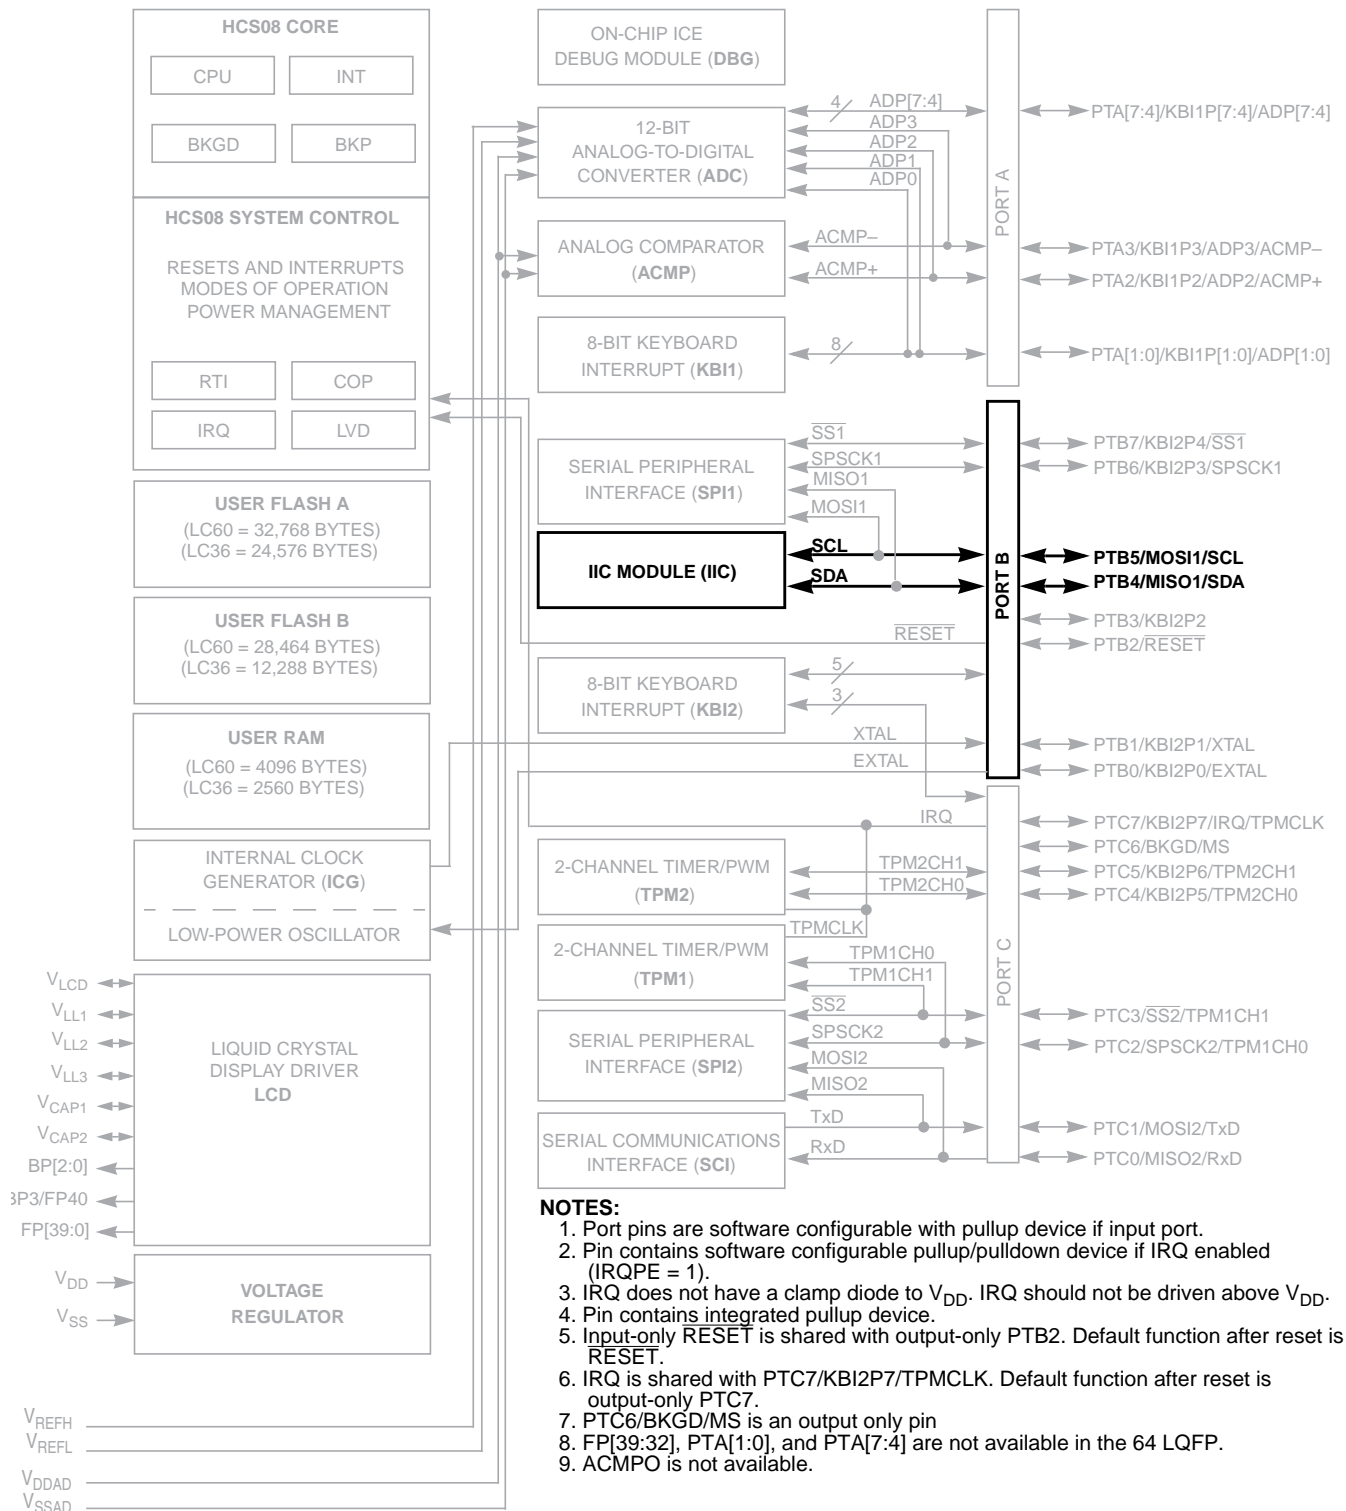 HCS08 CORE
CPU
INT
BKGD
BKP
HCS08 SYSTEM CONTROL
RESETS AND INTERRUPTS
MODES OF OPERATION
POWER MANAGEMENT
RTI
COP
IRQ
LVD
USER FLASH A
(LC60 = 32,768 BYTES)
(LC36 = 24,576 BYTES)
USER FLASH B
(LC60 = 28,464 BYTES)
(LC36 = 12,288 BYTES)
USER RAM
(LC60 = 4096 BYTES)
(LC36 = 2560 BYTES)
INTERNAL CLOCK
GENERATOR (ICG)
LOW-POWER OSCILLATOR
VLCD
VLL1
VLL2
VLL3
VCAP1
VCAP2
BP[2:0]
BP3/FP40
FP[39:0]
LIQUID CRYSTAL
DISPLAY DRIVER
LCD
VDD
VSS
VOLTAGE
REGULATOR
VREFH
VREFL
VDDAD
VSSAD
ON-CHIP ICE
DEBUG MODULE (DBG)
12-BIT
ANALOG-TO-DIGITAL
CONVERTER (ADC)
4
ADP[7:4]
ADP3
ADP2
ADP1
ADP0
ANALOG COMPARATOR
(ACMP)
ACMP–
ACMP+
8-BIT KEYBOARD
INTERRUPT (KBI1)
8
PORT A
PTA[7:4]/KBI1P[7:4]/ADP[7:4]
PTA3/KBI1P3/ADP3/ACMP–
PTA2/KBI1P2/ADP2/ACMP+
PTA[1:0]/KBI1P[1:0]/ADP[1:0]
SERIAL PERIPHERAL
INTERFACE (SPI1)
SS1
SPSCK1
MISO1
MOSI1
IIC MODULE (IIC)
SCL
SDA
RESET
8-BIT KEYBOARD
INTERRUPT (KBI2)
5
3
XTAL
EXTAL
PORT B
PTB7/KBI2P4/SS1
PTB6/KBI2P3/SPSCK1
PTB5/MOSI1/SCL
PTB4/MISO1/SDA
PTB3/KBI2P2
PTB2/RESET
PTB1/KBI2P1/XTAL
PTB0/KBI2P0/EXTAL
IRQ
2-CHANNEL TIMER/PWM
(TPM2)
TPM2CH1
TPM2CH0
TPMCLK
2-CHANNEL TIMER/PWM
(TPM1)
TPM1CH0
TPM1CH1
SERIAL PERIPHERAL
INTERFACE (SPI2)
SS2
SPSCK2
MOSI2
MISO2
SERIAL COMMUNICATIONS
INTERFACE (SCI)
TxD
RxD
PORT C
PTC7/KBI2P7/IRQ/TPMCLK
PTC6/BKGD/MS
PTC5/KBI2P6/TPM2CH1
PTC4/KBI2P5/TPM2CH0
PTC3/SS2/TPM1CH1
PTC2/SPSCK2/TPM1CH0
PTC1/MOSI2/TxD
PTC0/MISO2/RxD
NOTES:
1. Port pins are software configurable with pullup device if input port.
2. Pin contains software configurable pullup/pulldown device if IRQ enabled
(IRQPE = 1).
3. IRQ does not have a clamp diode to VDD. IRQ should not be driven above VDD.
4. Pin contains integrated pullup device.
5. Input-only RESET is shared with output-only PTB2. Default function after reset is
RESET.
6. IRQ is shared with PTC7/KBI2P7/TPMCLK. Default function after reset is
output-only PTC7.
7. PTC6/BKGD/MS is an output only pin
8. FP[39:32], PTA[1:0], and PTA[7:4] are not available in the 64 LQFP.
9. ACMPO is not available.